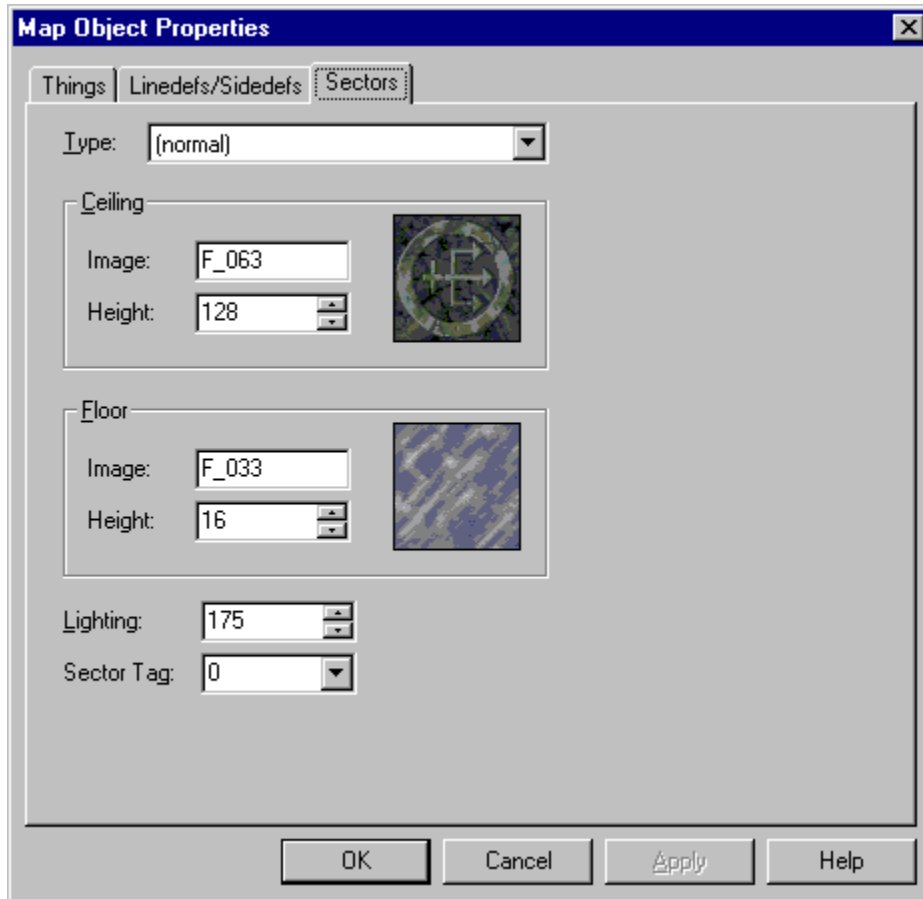 Map Object Properties
Things Linedefs/Sidedefs Sectors
Type: (normal)
Ceiling
Image: F_063
Height: 128
Floor
Image: F_033
Height: 16
Lighting: 175
Sector Tag: 0
OK Cancel Apply Help